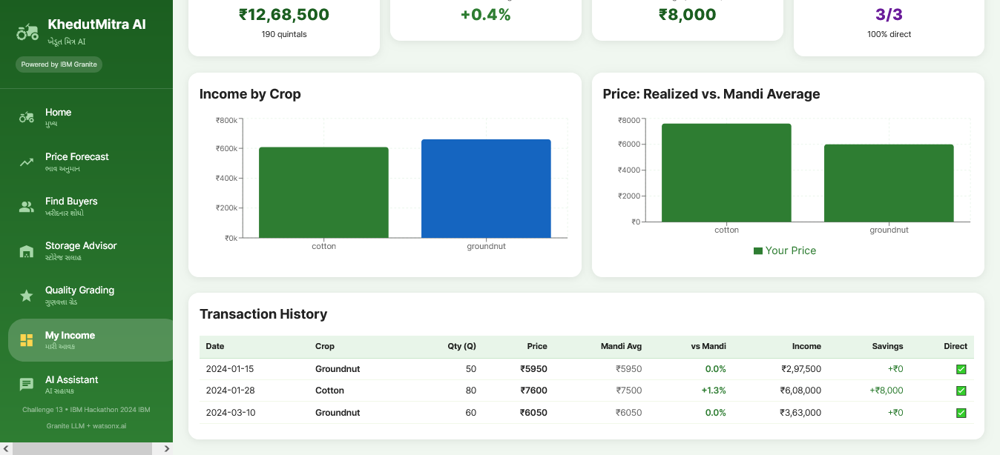 KhedutMitra AI
ખેડૂત મિત્ર AI
Powered by IBM Granite
Home
મુખ્ય
Price Forecast
ભાવ અનુમાન
Find Buyers
ખરીદનાર શોધો
Storage Advisor
સ્ટોરેજ સલાહ
Quality Grading
ગુણવત્તા ગ્રેડ
My Income
મારી આવક
AI Assistant
AI સહાયક
Challenge 13 • IBM Hackathon 2024 IBM
Granite LLM + watsonx.ai
₹12,68,500
190 quintals
+0.4%
₹8,000
3/3
100% direct
Income by Crop
₹800k
₹600k
₹400k
₹200k
₹0k
cotton groundnut
Price: Realized vs. Mandi Average
₹8000
₹6000
₹4000
₹2000
₹0
cotton groundnut
Your Price
Transaction History
Date Crop Qty (Q) Price Mandi Avg vs Mandi Income Savings Direct
2024-01-15 Groundnut 50 ₹5950 ₹5950 0.0% ₹2,97,500 +₹0 ✅
2024-01-28 Cotton 80 ₹7600 ₹7500 +1.3% ₹6,08,000 +₹8,000 ✅
2024-03-10 Groundnut 60 ₹6050 ₹6050 0.0% ₹3,63,000 +₹0 ✅